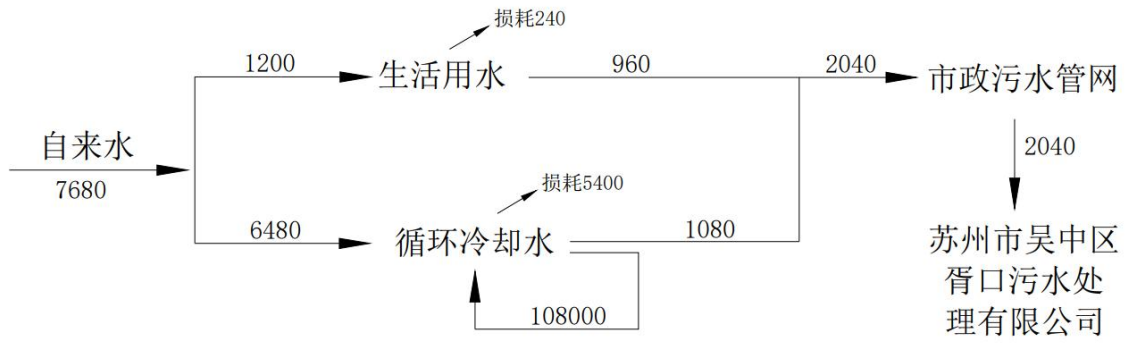 损耗240
1200
生活用水
960
2040
市政污水管网
自来水
7680
2040
损耗5400
6480
循环冷却水
1080
108000
苏州市吴中区
胥口污水处
理有限公司